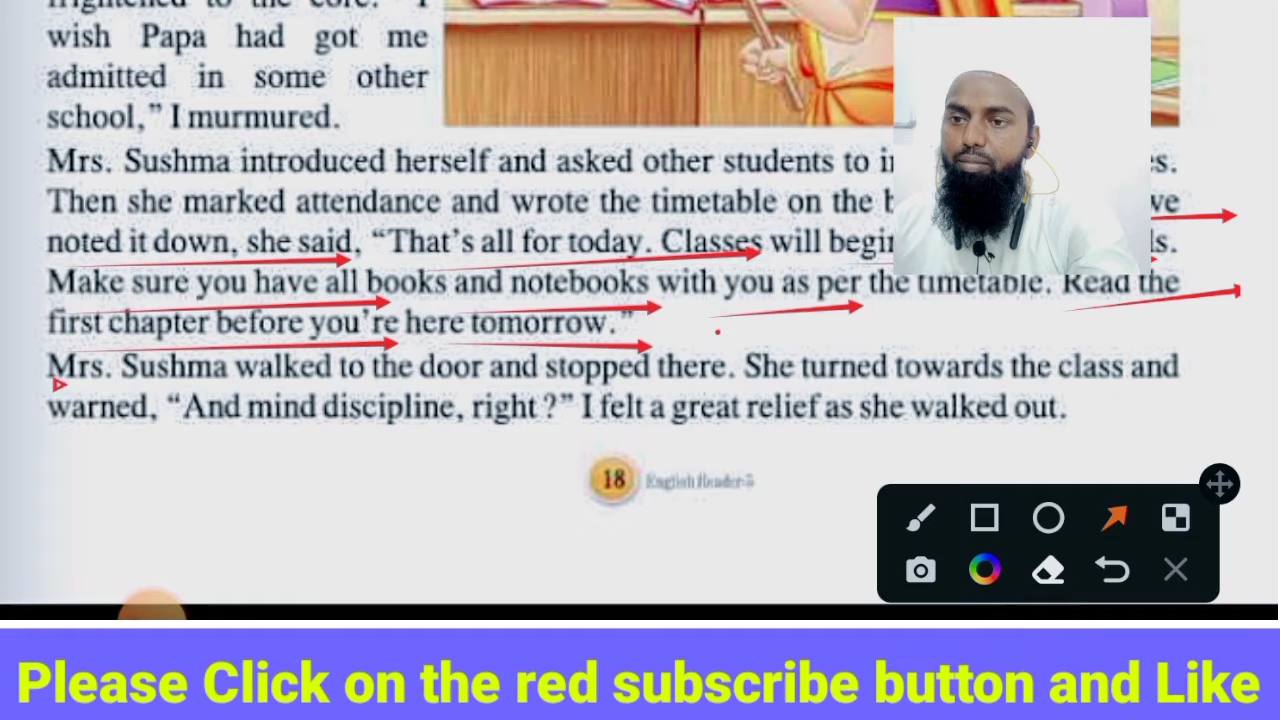 wish Papa had got me
admitted in some other
school,” I murmured.
Mrs. Sushma introduced herself and asked other students to
Then she marked attendance and wrote the timetable on the
noted it down, she said, “That’s all for today. Classes will
Make sure you have all books and notebooks with you as per the timetable. Read the
first chapter before you’re here tomorrow.”
Mrs. Sushma walked to the door and stopped there. She turned towards the class and
warned, “And mind discipline, right ?” I felt a great relief as she walked out.
18 English Reader-5
Please Click on the red subscribe button and Like